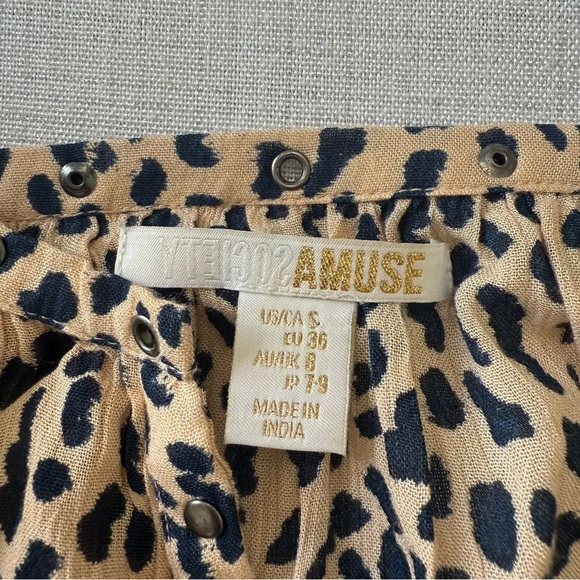 SOCIETY AMUSE
US/CA S
EU 36
AU/UK 8
JP 7-9
MADE IN
INDIA